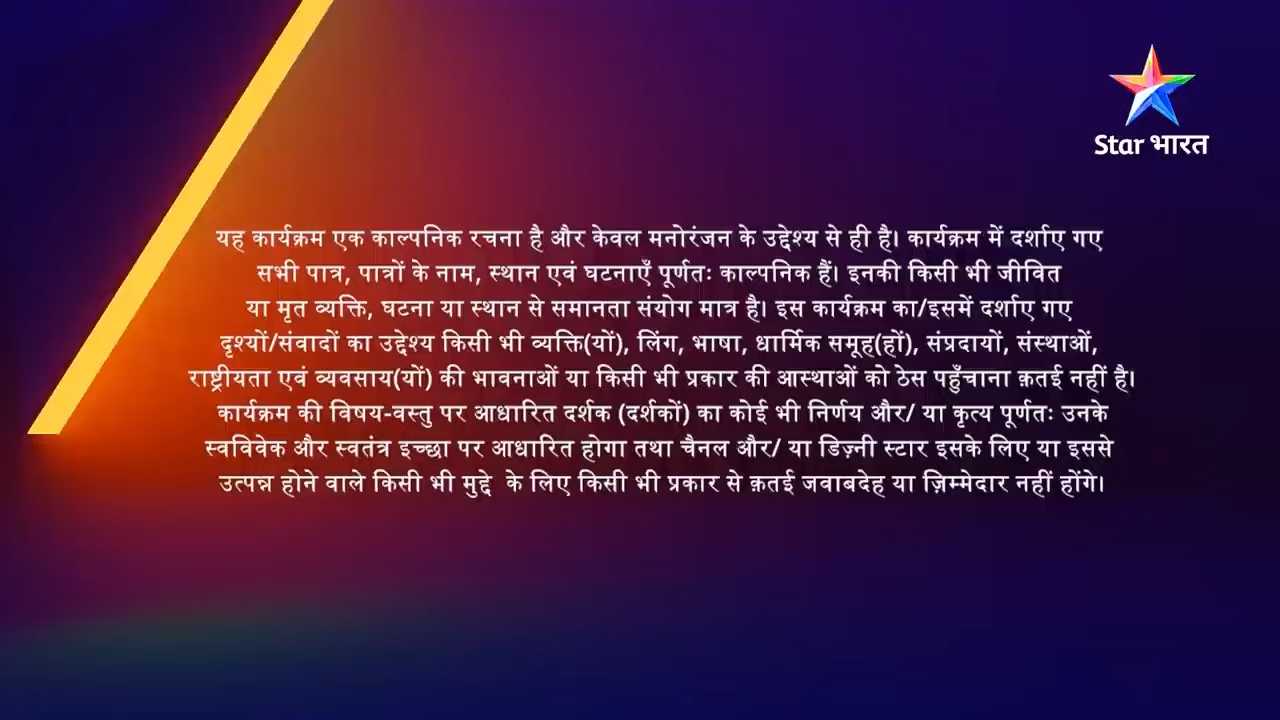 Star भारत
यह कार्यक्रम एक काल्पनिक रचना है और केवल मनोरंजन के उद्देश्य से ही है। कार्यक्रम में दर्शाए गए
सभी पात्र, पात्रों के नाम, स्थान एवं घटनाएँ पूर्णतः काल्पनिक हैं। इनकी किसी भी जीवित
या मृत व्यक्ति, घटना या स्थान से समानता संयोग मात्र है। इस कार्यक्रम का/इसमें दर्शाए गए
दृश्यों/संवादों का उद्देश्य किसी भी व्यक्ति(यों), लिंग, भाषा, धार्मिक समूह(हों), संप्रदायों, संस्थाओं,
राष्ट्रीयता एवं व्यवसाय(यों) की भावनाओं या किसी भी प्रकार की आस्थाओं को ठेस पहुँचाना क़तई नहीं है।
कार्यक्रम की विषय-वस्तु पर आधारित दर्शक (दर्शकों) का कोई भी निर्णय और/ या कृत्य पूर्णतः उनके
स्वविवेक और स्वतंत्र इच्छा पर आधारित होगा तथा चैनल और/ या डिज़्नी स्टार इसके लिए या इससे
उत्पन्न होने वाले किसी भी मुद्दे के लिए किसी भी प्रकार से क़तई जवाबदेह या ज़िम्मेदार नहीं होंगे।